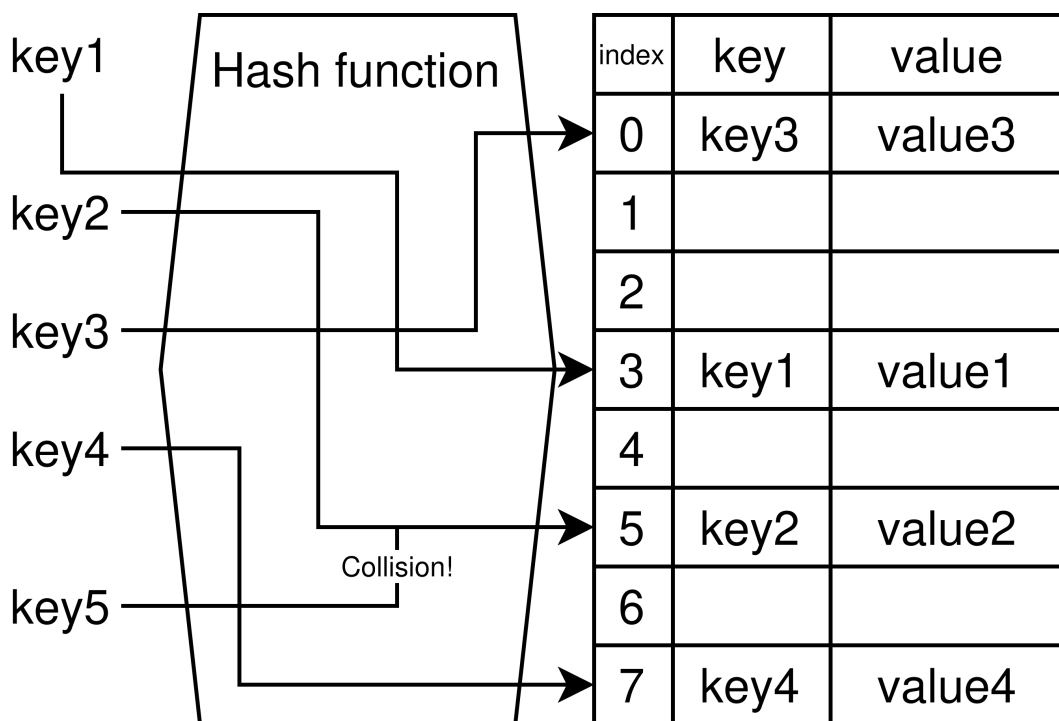 key1
key2
key3
key4
key5
Hash function
Collision!
index key value
0 key3 value3
1
2
3 key1 value1
4
5 key2 value2
6
7 key4 value4